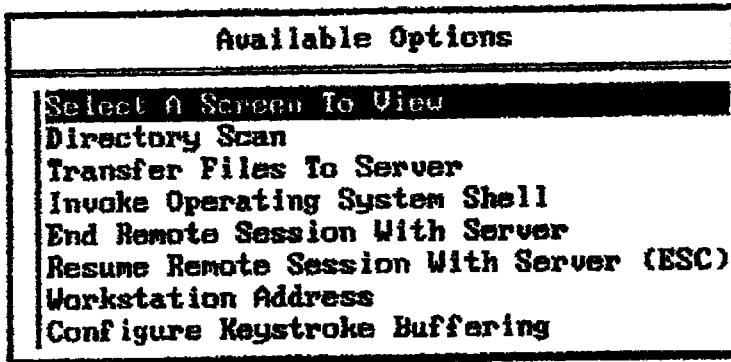 Available Options
Select A Screen To View
Directory Scan
Transfer Files To Server
Invoke Operating System Shell
End Remote Session With Server
Resume Remote Session With Server (ESC)
Workstation Address
Configure Keystroke Buffering